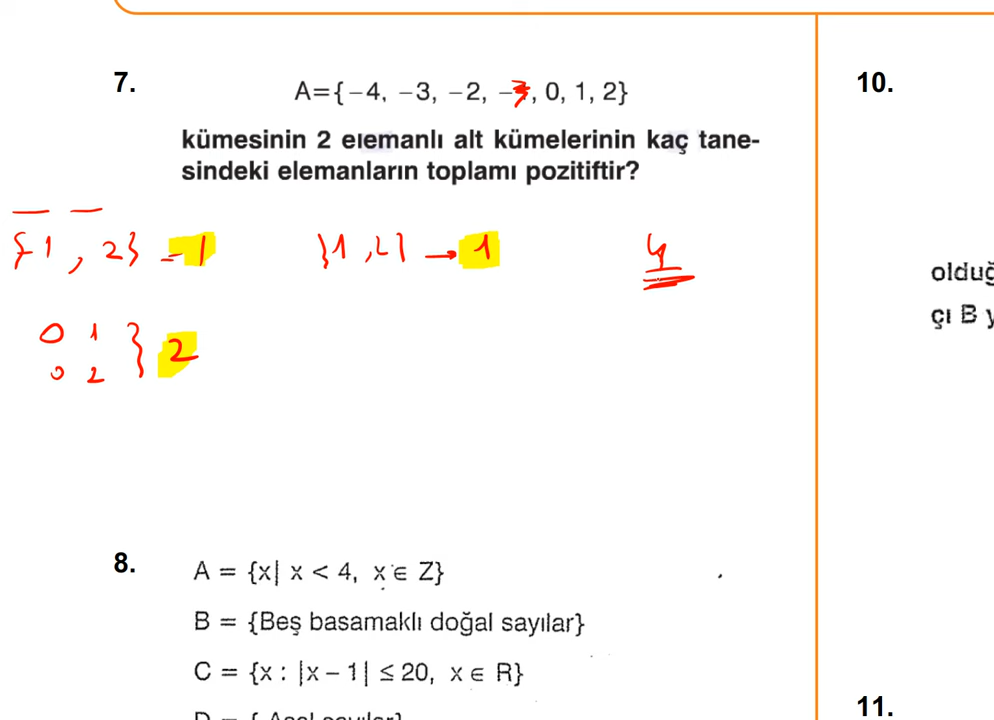 7.
A={−4, −3, −2, − , 0, 1, 2}
kümesinin 2 elemanlı alt kümelerinin kaç tane-
sindeki elemanların toplamı pozitiftir?
{-1 , 2} - 1
{1 , 2} → 1
4
0 1
0 2 } 2
8.
A = {x| x < 4, x ∈ Z}
B = {Beş basamaklı doğal sayılar}
C = {x : |x − 1| ≤ 20, x ∈ R}
D = { Asal sayılar}
10.
olduğ
çı B y
11.